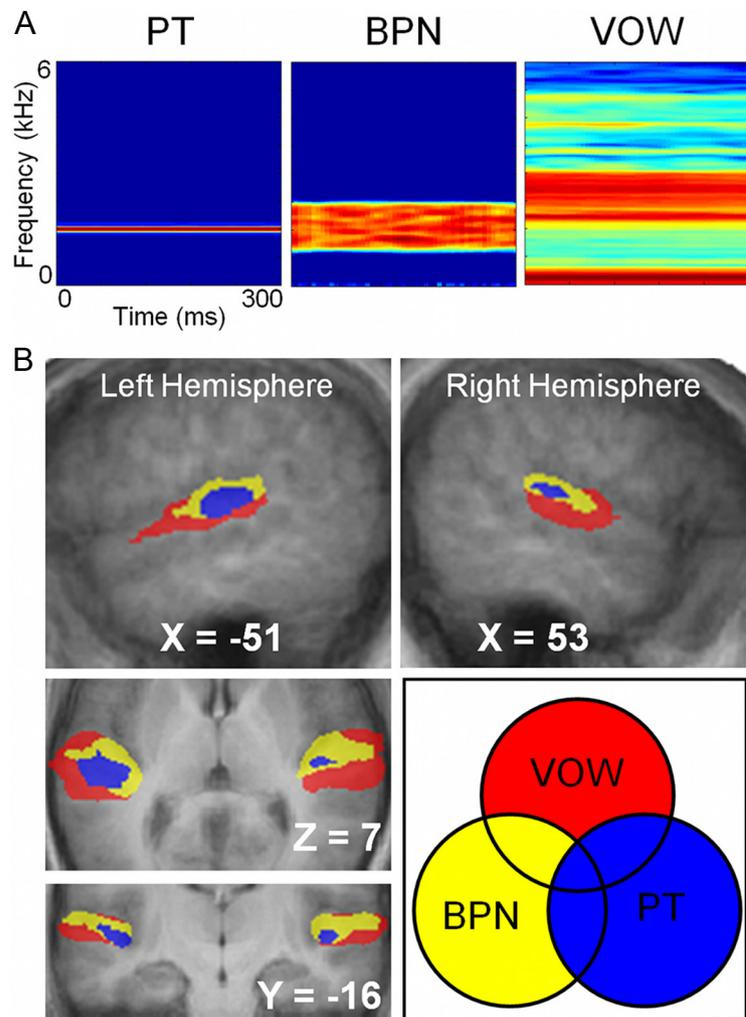 A
PT BPN VOW
6
Frequency (kHz)
0
0 300
Time (ms)
B
Left Hemisphere Right Hemisphere
X = -51 X = 53
Z = 7
Y = -16
VOW
BPN PT